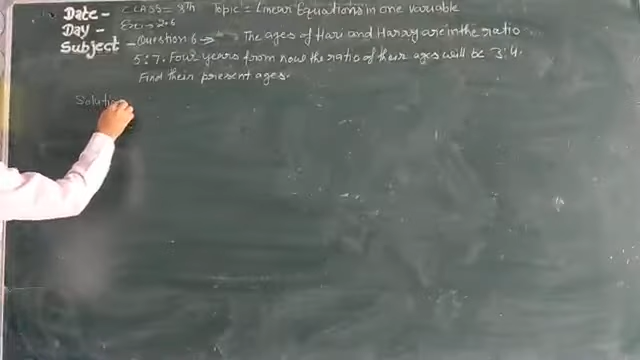 Date - CLASS = 8th Topic = Linear Equations in one variable
Day - Exe → 2.6
Subject - Question 6 → The ages of Hari and Harry are in the ratio
5:7. Four years from now the ratio of their ages will be 3:4.
Find their present ages.
Solution